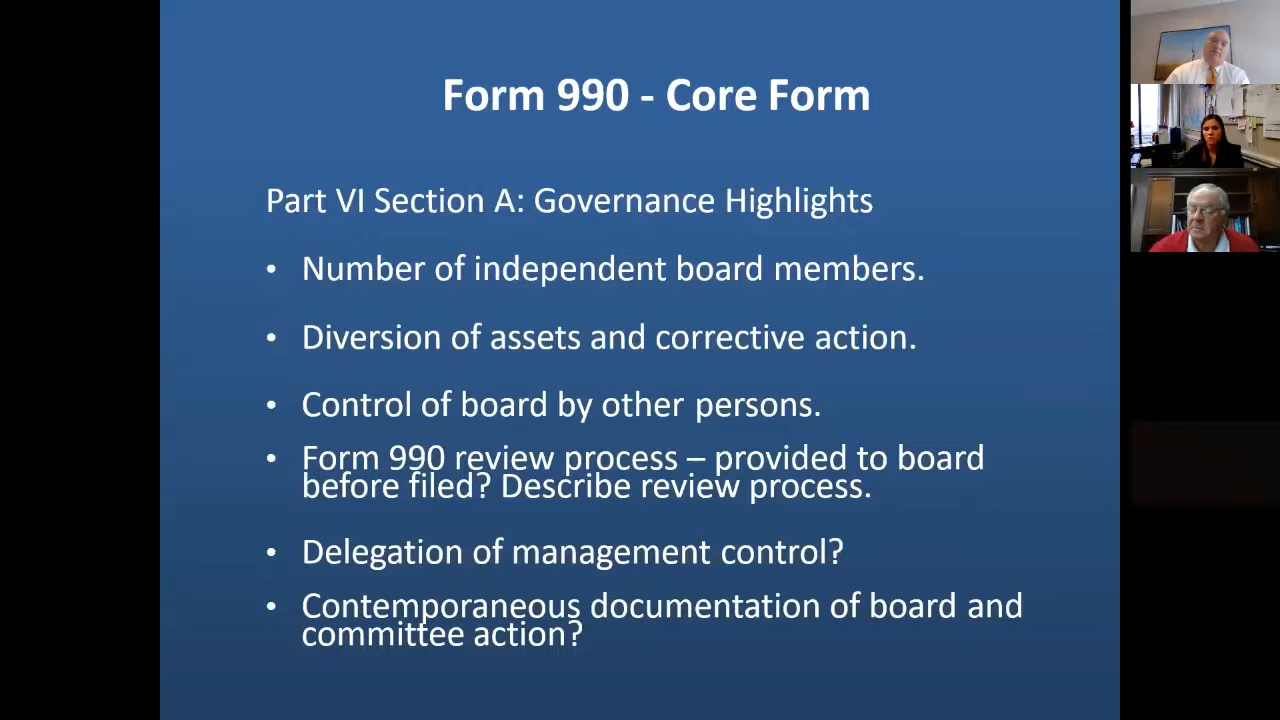 Form 990 - Core Form
Part VI Section A: Governance Highlights
• Number of independent board members.
• Diversion of assets and corrective action.
• Control of board by other persons.
• Form 990 review process – provided to board
before filed? Describe review process.
• Delegation of management control?
• Contemporaneous documentation of board and
committee action?